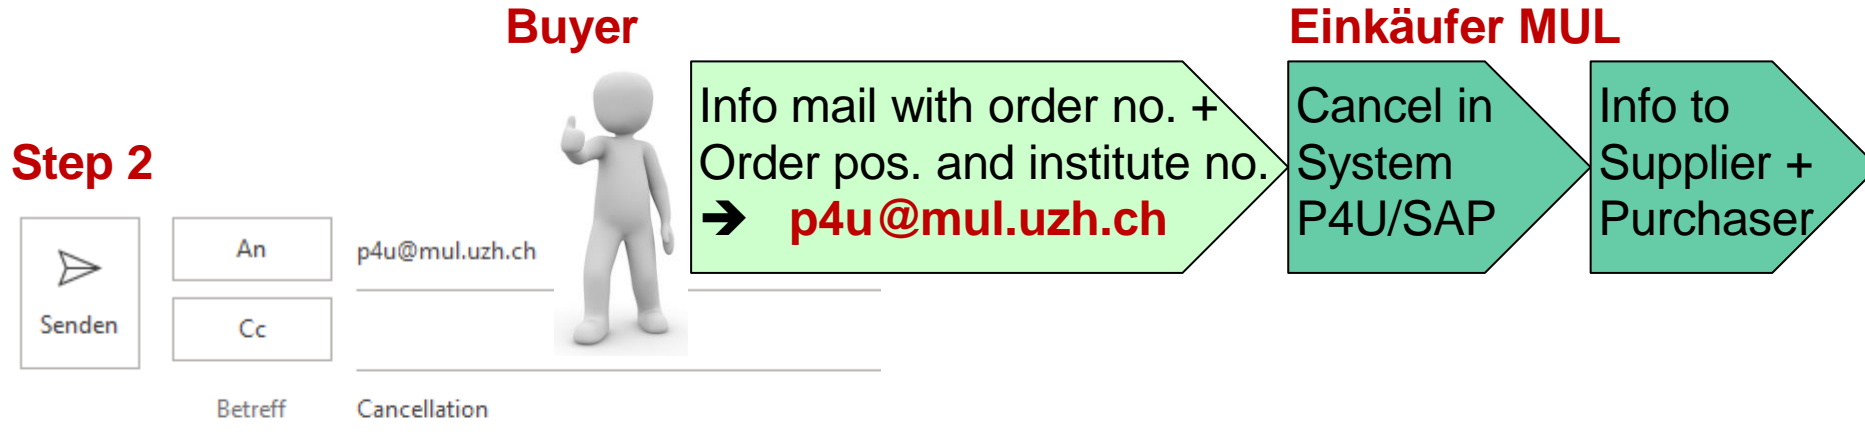 Buyer
Einkäufer MUL
Step 2
Info mail with order no. +
Order pos. and institute no.
➔ p4u@mul.uzh.ch
Cancel in
System
P4U/SAP
Info to
Supplier +
Purchaser
Senden
An
p4u@mul.uzh.ch
Cc
Betreff
Cancellation